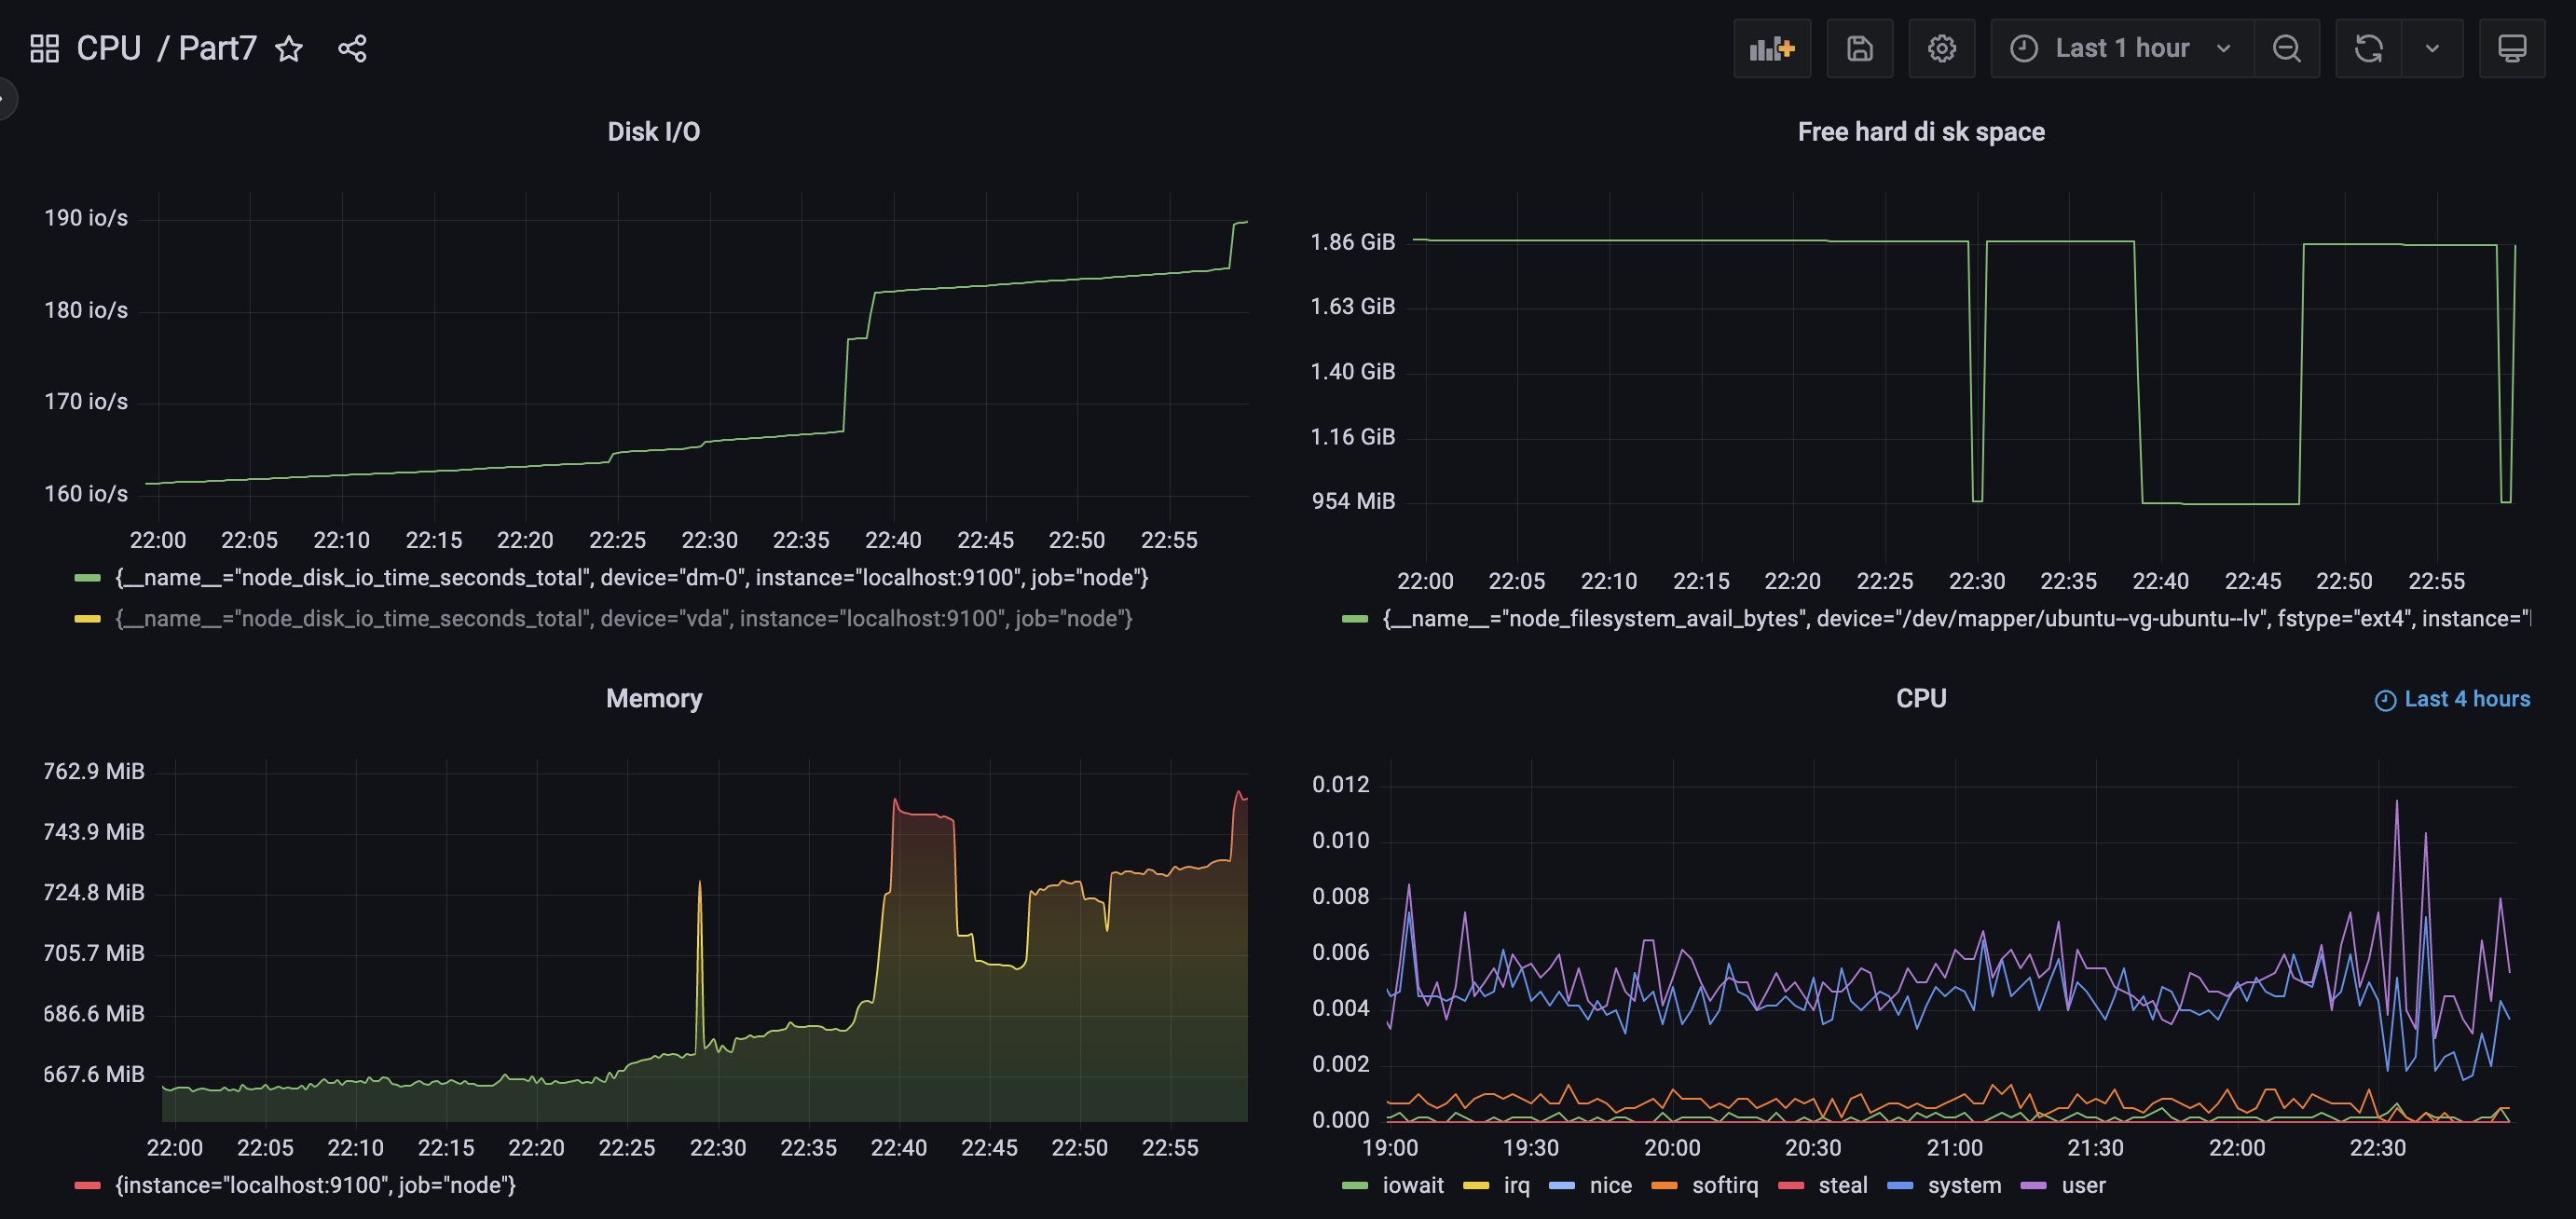 CPU / Part7
Last 1 hour
Disk I/O
190 io/s
180 io/s
170 io/s
160 io/s
22:00 22:05 22:10 22:15 22:20 22:25 22:30 22:35 22:40 22:45 22:50 22:55
{__name__="node_disk_io_time_seconds_total", device="dm-0", instance="localhost:9100", job="node"}
{__name__="node_disk_io_time_seconds_total", device="vda", instance="localhost:9100", job="node"}
Free hard di sk space
1.86 GiB
1.63 GiB
1.40 GiB
1.16 GiB
954 MiB
22:00 22:05 22:10 22:15 22:20 22:25 22:30 22:35 22:40 22:45 22:50 22:55
{__name__="node_filesystem_avail_bytes", device="/dev/mapper/ubuntu--vg-ubuntu--lv", fstype="ext4", instance="l
Memory
762.9 MiB
743.9 MiB
724.8 MiB
705.7 MiB
686.6 MiB
667.6 MiB
22:00 22:05 22:10 22:15 22:20 22:25 22:30 22:35 22:40 22:45 22:50 22:55
{instance="localhost:9100", job="node"}
CPU
Last 4 hours
0.012
0.010
0.008
0.006
0.004
0.002
0.000
19:00 19:30 20:00 20:30 21:00 21:30 22:00 22:30
iowait irq nice softirq steal system user